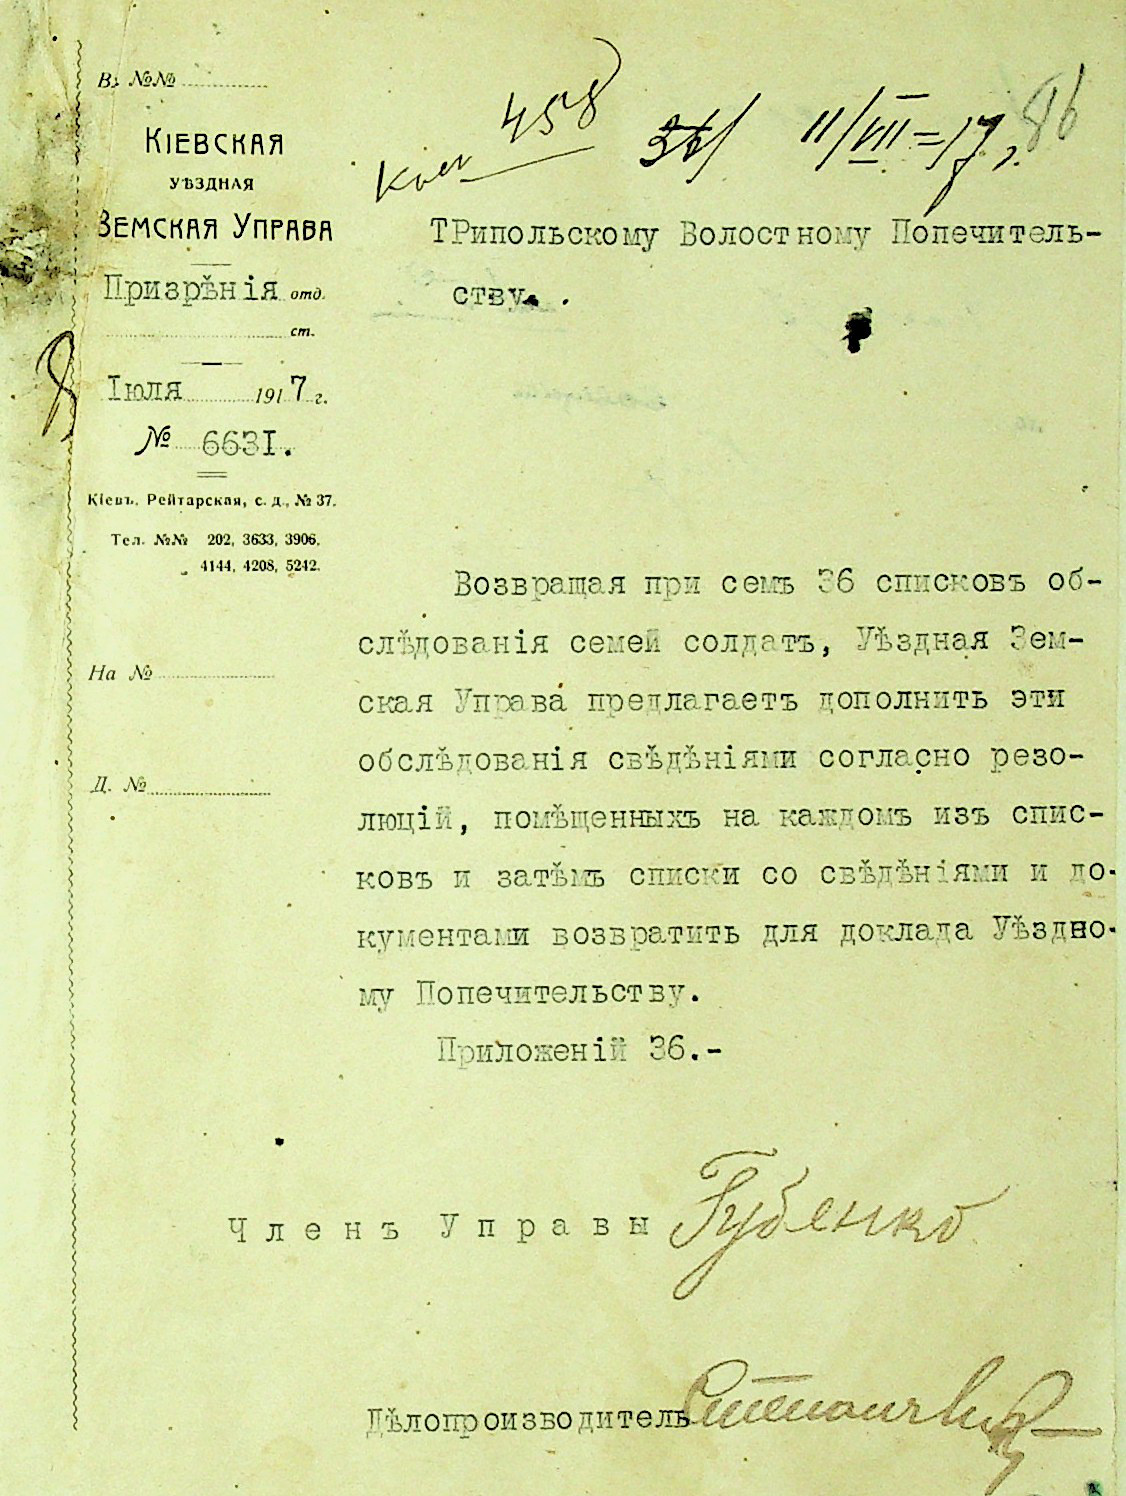 Вх. №№
КІЕВСКАЯ
УѢЗДНАЯ
ЗЕМСКАЯ УПРАВА
Призрѣнія отд.
ст.
Іюля 1917 г.
№ 6631.
Кіевъ, Рейтарская, с. д., № 37.
Тел. №№ 202, 3633, 3906,
4144, 4208, 5242.
На №
Д. №
458
11/VII=17 г.
86
ТРипольскому Волостному Попечитель-
ству. .
Возвращая при семъ 36 списковъ об-
слѣдованія семей солдатъ, Уѣздная Зем-
ская Управа предлагаетъ дополнить эти
обслѣдованія свѣдѣніями согласно резо-
люцій, помѣщенныхъ на каждомъ изъ спис-
ковъ и затѣмъ списки со свѣдѣніями и до-
кументами возвратить для доклада Уѣздно-
му Попечительству.
Приложеній 36.-
Членъ Управы Губенко
Дѣлопроизводитель